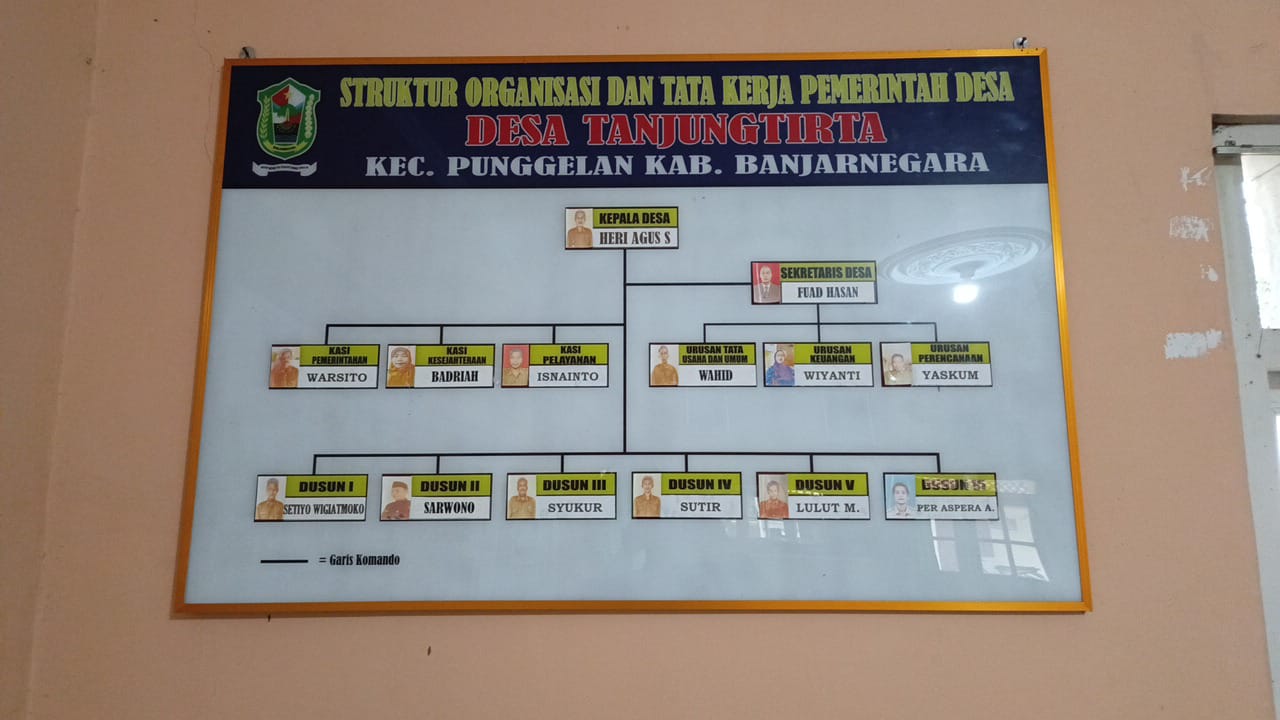 STRUKTUR ORGANISASI DAN TATA KERJA PEMERINTAH DESA
DESA TANJUNGTIRTA
KEC. PUNGGELAN KAB. BANJARNEGARA
KEPALA DESA
HERI AGUS S
SEKRETARIS DESA
FUAD HASAN
KASI
PEMERINTAHAN
WARSITO
KASI
KESEJAHTERAAN
BADRIAH
KASI
PELAYANAN
ISNAINTO
URUSAN TATA
USAHA DAN UMUM
WAHID
URUSAN
KEUANGAN
WIYANTI
URUSAN
PERENCANAAN
YASKUM
DUSUN I
SETIYO WIGIATMOKO
DUSUN II
SARWONO
DUSUN III
SYUKUR
DUSUN IV
SUTIR
DUSUN V
LULUT M.
DUSUN
PER ASPERA A.
= Garis Komando